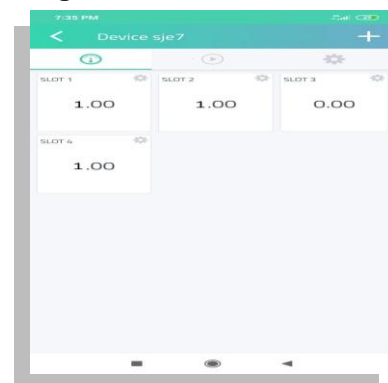 7:35 PM
Device sje7
SLOT 1 SLOT 2 SLOT 3
1.00 1.00 0.00
SLOT 4
1.00